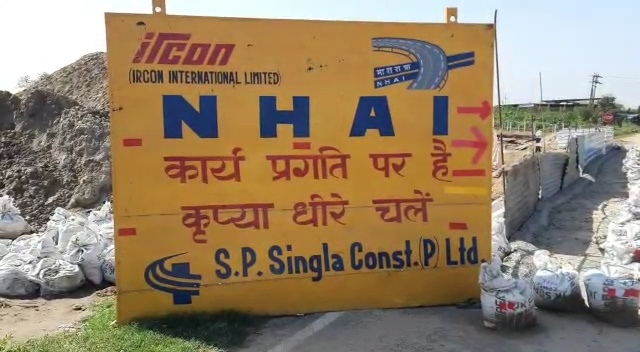 ircon
(IRCON INTERNATIONAL LIMITED)
भा रा रा प्रा
NHAI
NHAI
कार्य प्रगति पर है
कृप्या धीरे चलें
S.P. Singla Const.(P) Ltd.